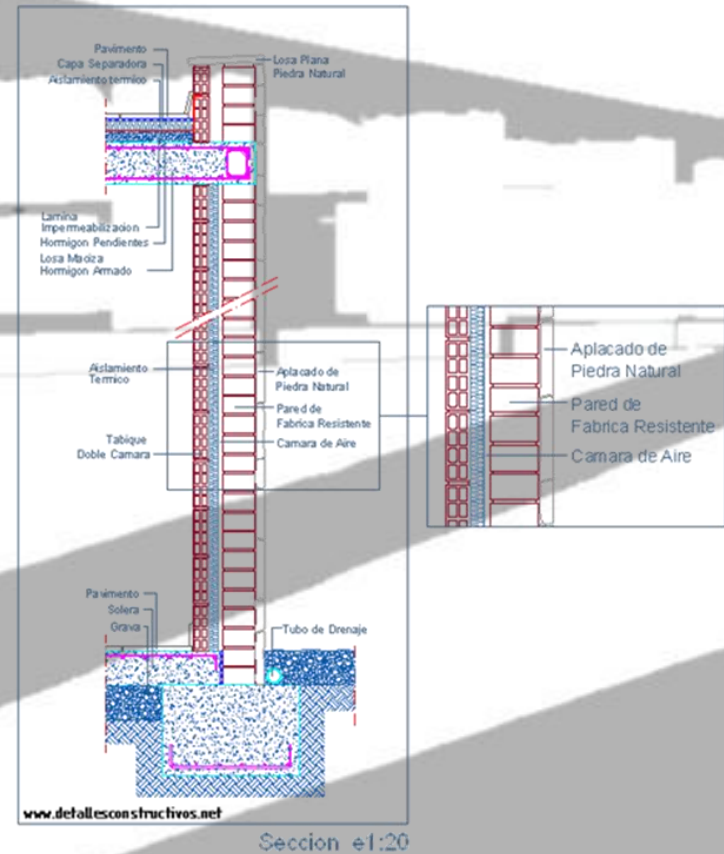 Pavimento
Capa Separadora
Aislamiento termico
Losa Plana
Piedra Natural
Lamina
Impermeabilizacion
Hormigon Pendientes
Losa Maciza
Hormigon Armado
Aislamiento
Termico
Tabique
Doble Camara
Aplacado de
Piedra Natural
Pared de
Fabrica Resistente
Camara de Aire
Aplacado de
Piedra Natural
Pared de
Fabrica Resistente
Camara de Aire
Pavimento
Solera
Grava
Tubo de Drenaje
www.detallesconstructivos.net
Seccion e1:20